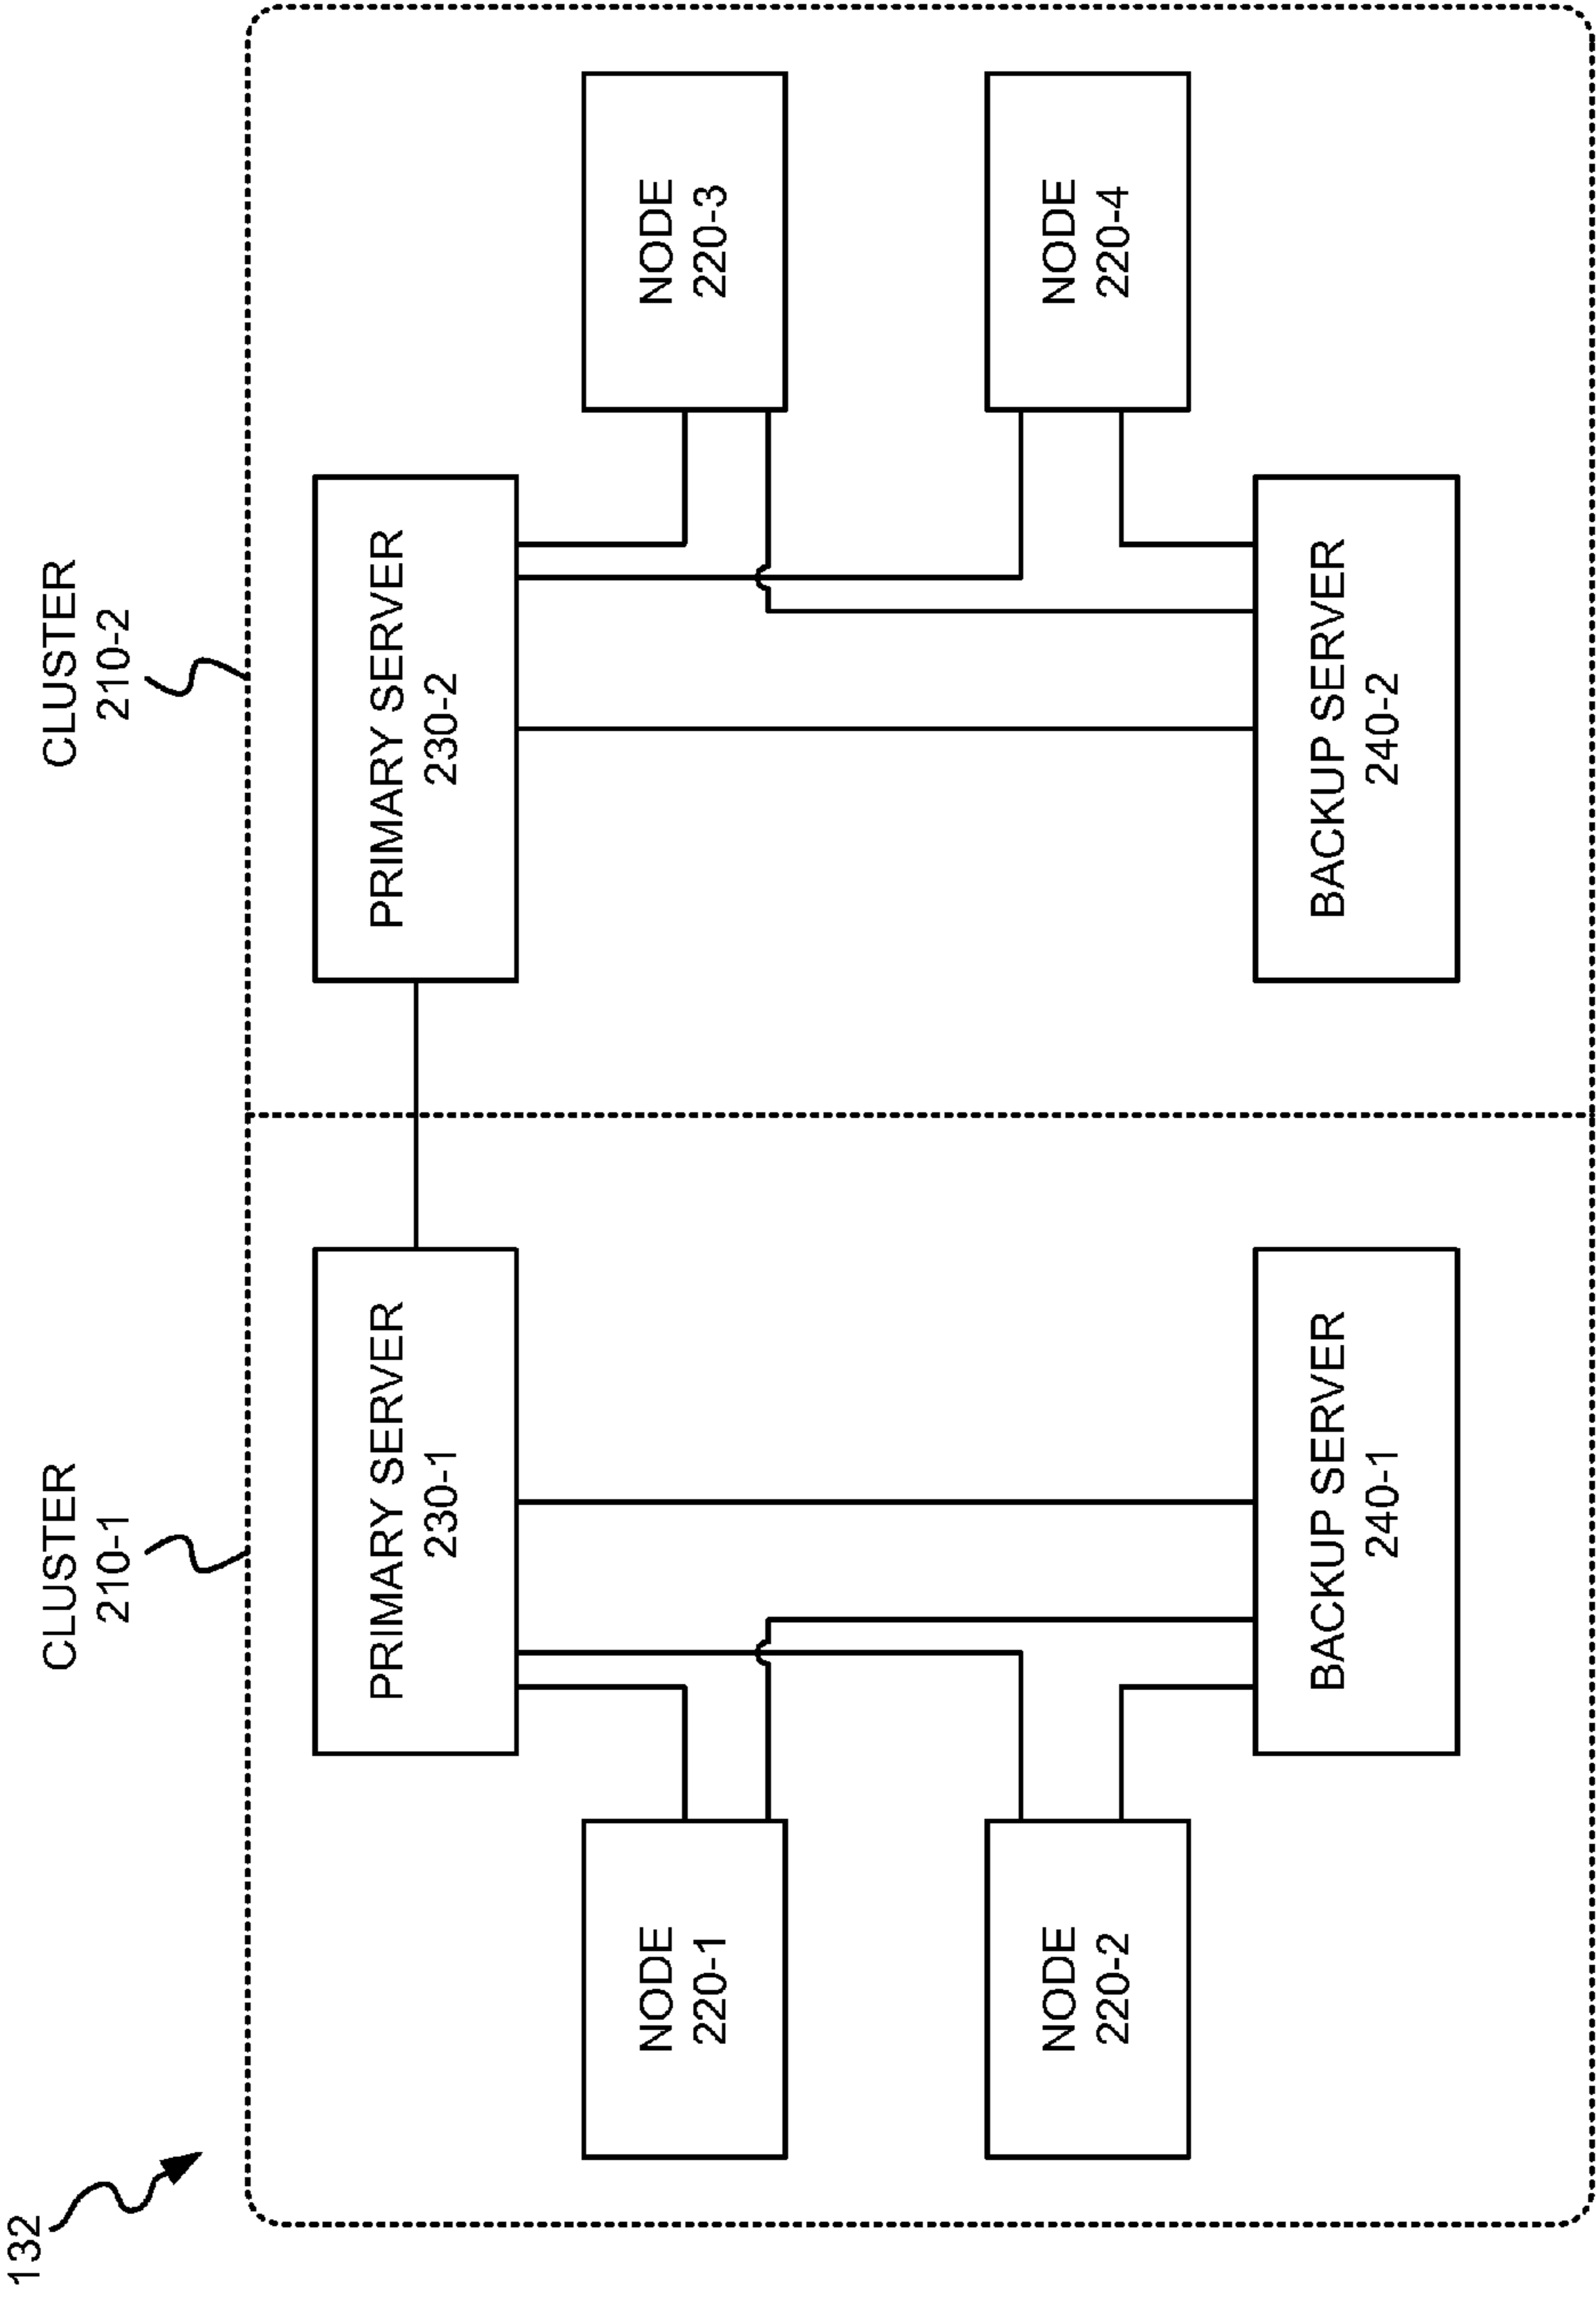 132
CLUSTER
210-1
CLUSTER
210-2
PRIMARY SERVER
230-1
PRIMARY SERVER
230-2
NODE
220-1
NODE
220-3
NODE
220-2
NODE
220-4
BACKUP SERVER
240-1
BACKUP SERVER
240-2